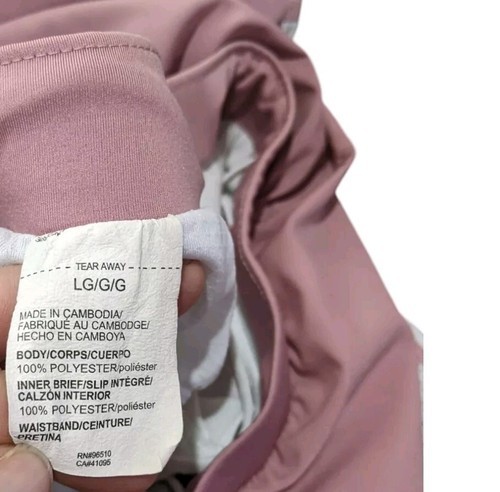 TEAR AWAY
LG/G/G
MADE IN CAMBODIA/
FABRIQUÉ AU CAMBODGE/
HECHO EN CAMBOYA
BODY/CORPS/CUERPO
100% POLYESTER/poliéster
INNER BRIEF/SLIP INTÉGRÉ/
CALZÓN INTERIOR
100% POLYESTER/poliéster
WAISTBAND/CEINTURE/
PRETINA
RN#96510
CA#41095